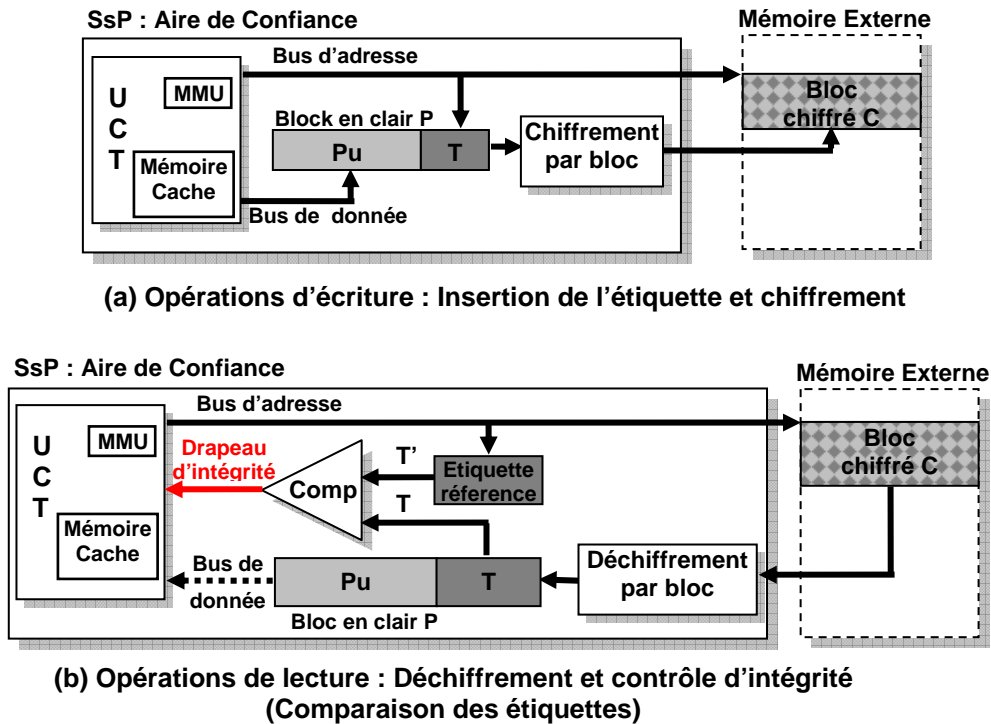 SsP : Aire de Confiance
Mémoire Externe
Bus d'adresse
U
C
T
MMU
Bloc
chiffré C
Block en clair P
Chiffrement
par bloc
Pu
T
Mémoire
Cache
Bus de donnée
(a) Opérations d'écriture : Insertion de l'étiquette et chiffrement
SsP : Aire de Confiance
Mémoire Externe
Bus d'adresse
U
C
T
MMU
Drapeau
d'intégrité
Comp
T'
T
Etiquette
réference
Bloc
chiffré C
Mémoire
Cache
Bus de
donnée
Pu
T
Déchiffrement
par bloc
Bloc en clair P
(b) Opérations de lecture : Déchiffrement et contrôle d'intégrité
(Comparaison des étiquettes)